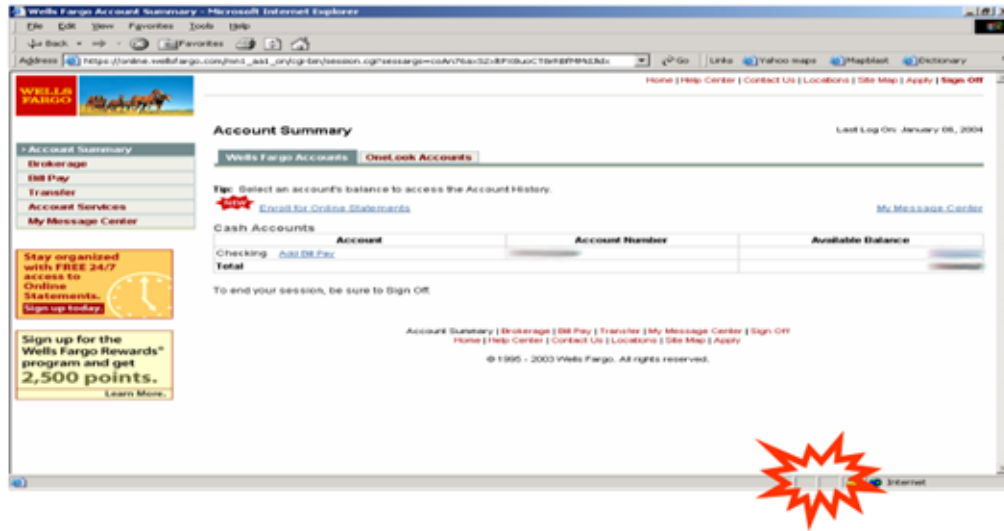 Wells Fargo Account Summary - Microsoft Internet Explorer
File Edit View Favorites Tools Help
Back Favorites
Address Go Links Yahoo maps Mapblast Dictionary
Home | Help Center | Contact Us | Locations | Site Map | Apply | Sign Off
WELLS
FARGO
Account Summary
Last Log On: January 06, 2004
Account Summary
Brokerage
Bill Pay
Transfer
Account Services
My Message Center
Wells Fargo Accounts OneLook Accounts
Tip: Select an account's balance to access the Account History.
NEW Enroll for Online Statements My Message Center
Cash Accounts
Account Account Number Available Balance
Checking Add Bill Pay
Total
To end your session, be sure to Sign Off.
Stay organized
with FREE 24/7
access to
Online
Statements.
Sign up today.
Sign up for the
Wells Fargo Rewards®
program and get
2,500 points.
Learn More.
Account Summary | Brokerage | Bill Pay | Transfer | My Message Center | Sign Off
Home | Help Center | Contact Us | Locations | Site Map | Apply
© 1995 - 2003 Wells Fargo. All rights reserved.
Internet